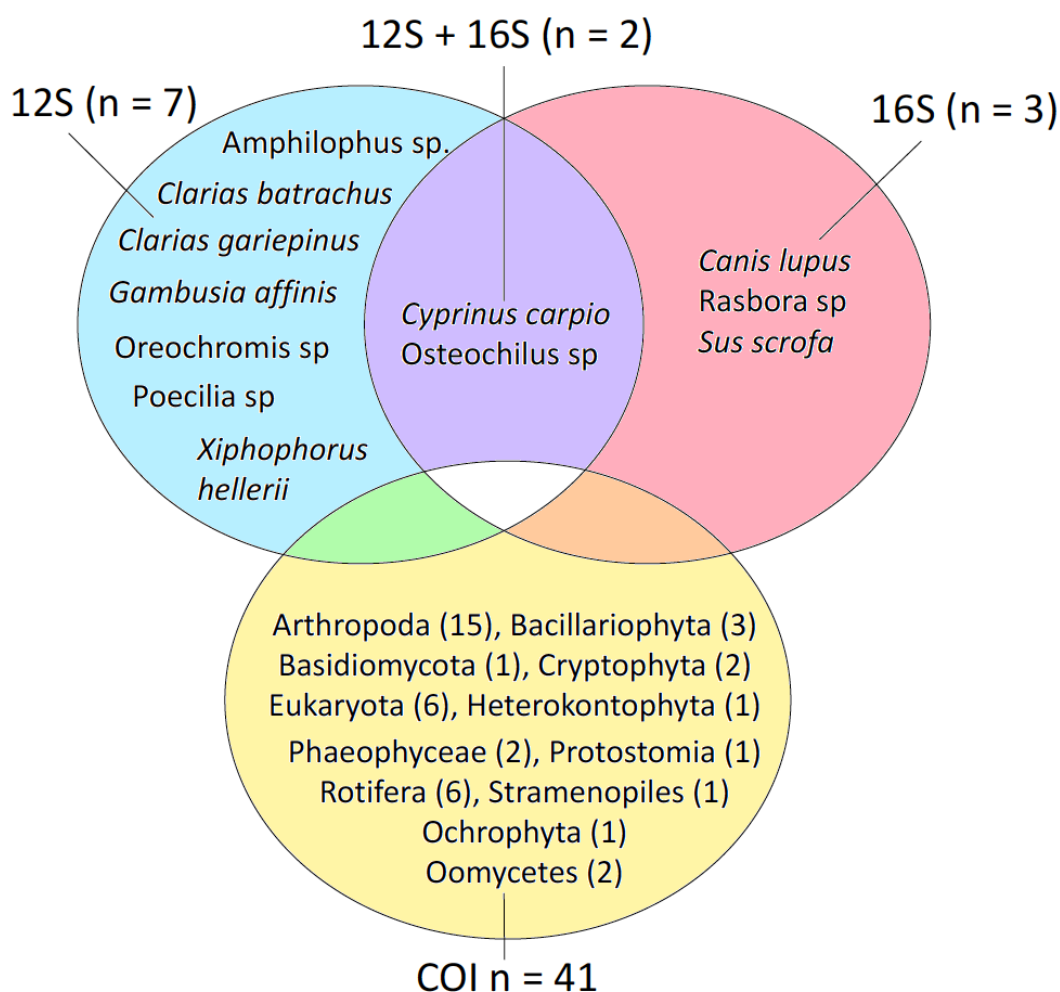 12S + 16S (n = 2)
12S (n = 7)
16S (n = 3)
Amphilophus sp.
Clarias batrachus
Clarias gariepinus
Gambusia affinis
Oreochromis sp
Poecilia sp
Xiphophorus
hellerii
Cyprinus carpio
Osteochilus sp
Canis lupus
Rasbora sp
Sus scrofa
Arthropoda (15), Bacillariophyta (3)
Basidiomycota (1), Cryptophyta (2)
Eukaryota (6), Heterokontophyta (1)
Phaeophyceae (2), Protostomia (1)
Rotifera (6), Stramenopiles (1)
Ochrophyta (1)
Oomycetes (2)
COI n = 41